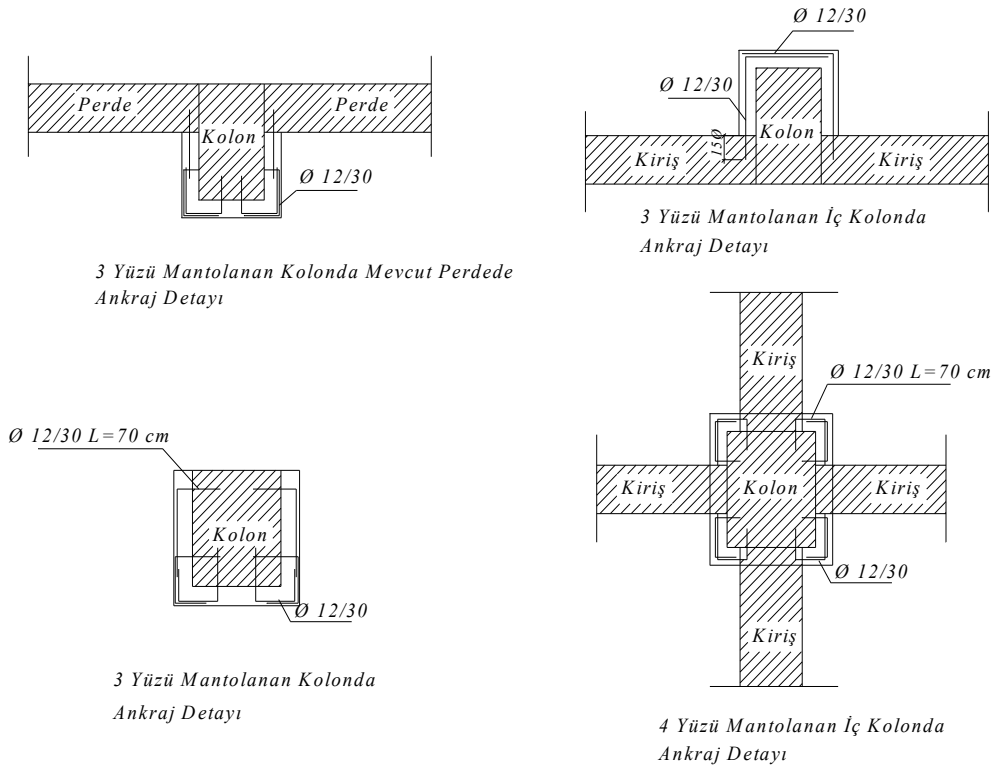 Perde
Kolon
Perde
Ø 12/30
3 Yüzü Mantolanan Kolonda Mevcut Perdede
Ankraj Detayı
Ø 12/30
Ø 12/30
15Ø
Kiriş
Kolon
Kiriş
3 Yüzü Mantolanan İç Kolonda
Ankraj Detayı
Ø 12/30 L=70 cm
Kolon
Ø 12/30
3 Yüzü Mantolanan Kolonda
Ankraj Detayı
Kiriş
Ø 12/30 L=70 cm
Kiriş
Kolon
Kiriş
Ø 12/30
Kiriş
4 Yüzü Mantolanan İç Kolonda
Ankraj Detayı